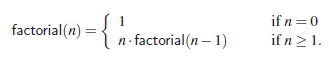 factorial(n) = { 1 if n = 0
n · factorial(n − 1) if n ≥ 1.